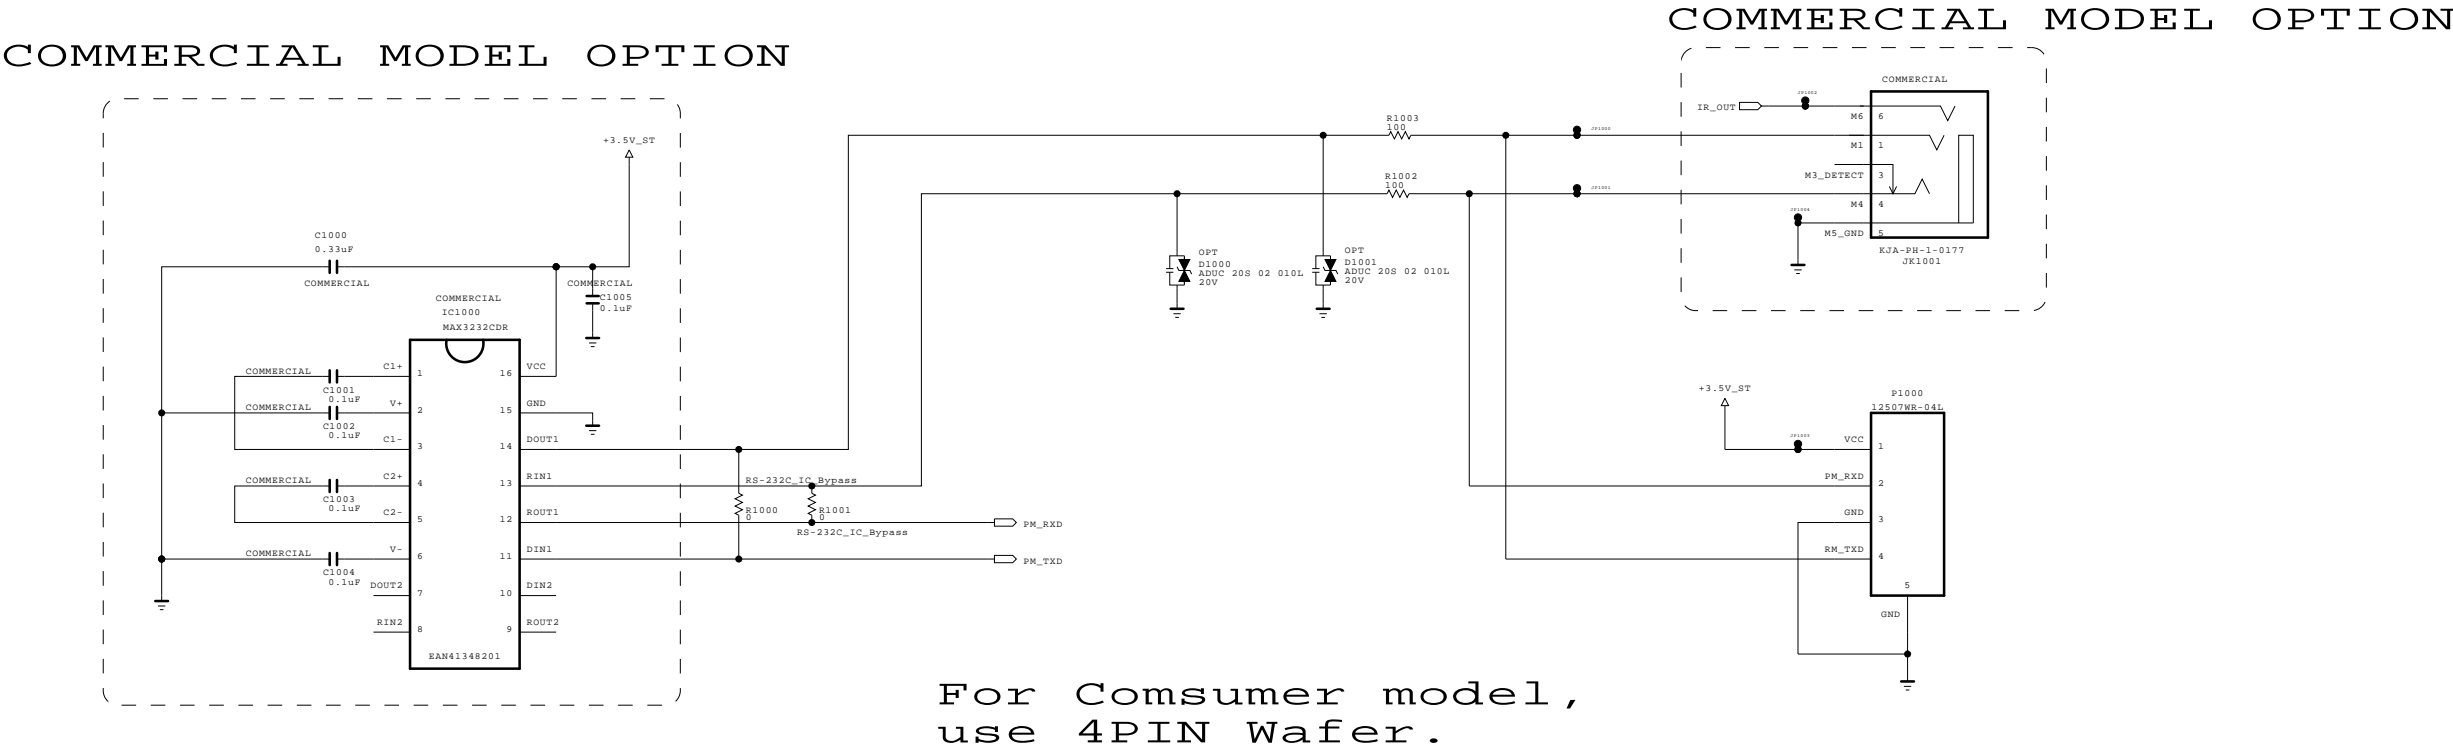 COMMERCIAL MODEL OPTION
COMMERCIAL MODEL OPTION
+3.5V_ST
C1000
0.33uF
COMMERCIAL
COMMERCIAL
C1005
0.1uF
COMMERCIAL
IC1000
MAX3232CDR
COMMERCIAL
C1001
0.1uF
COMMERCIAL
C1002
0.1uF
COMMERCIAL
C1003
0.1uF
COMMERCIAL
C1004
0.1uF
C1+ 1 16 VCC
V+ 2 15 GND
C1- 3 14 DOUT1
C2+ 4 13 RIN1
C2- 5 12 ROUT1
V- 6 11 DIN1
DOUT2 7 10 DIN2
RIN2 8 9 ROUT2
EAN41348201
RS-232C_IC_Bypass
R1000
0
R1001
0
RS-232C_IC_Bypass
PM_RXD
PM_TXD
R1003
100
R1002
100
OPT
D1000
ADUC 20S 02 010L
20V
OPT
D1001
ADUC 20S 02 010L
20V
JP1000
JP1001
COMMERCIAL
JP1002
IR_OUT
M6 6
M1 1
M3_DETECT 3
M4 4
JP1004
M5_GND 5
KJA-PH-1-0177
JK1001
+3.5V_ST
P1000
12507WR-04L
JP1003
VCC 1
PM_RXD 2
GND 3
RM_TXD 4
5
GND
For Comsumer model,
use 4PIN Wafer.